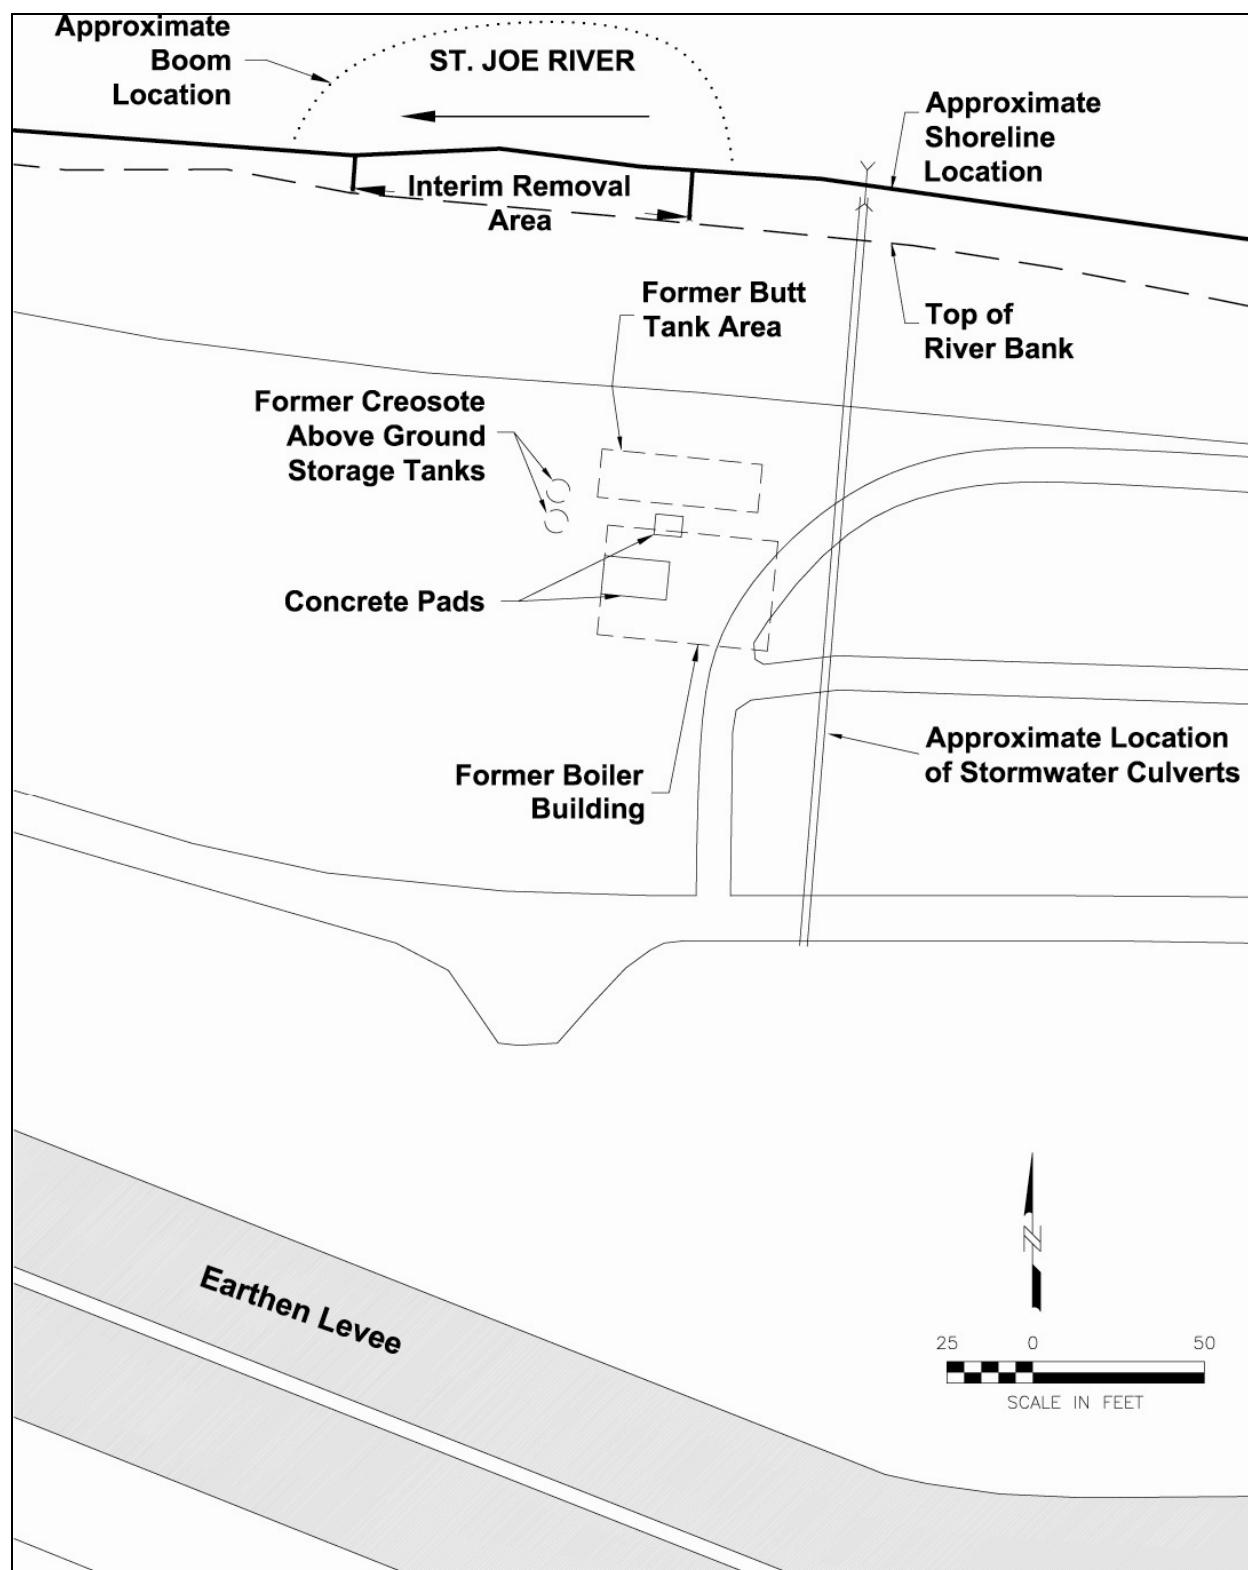 Approximate
Boom
Location
ST. JOE RIVER
Approximate
Shoreline
Location
Interim Removal
Area
Former Butt
Tank Area
Top of
River Bank
Former Creosote
Above Ground
Storage Tanks
Concrete Pads
Approximate Location
of Stormwater Culverts
Former Boiler
Building
Earthen Levee
N
25 0 50
SCALE IN FEET